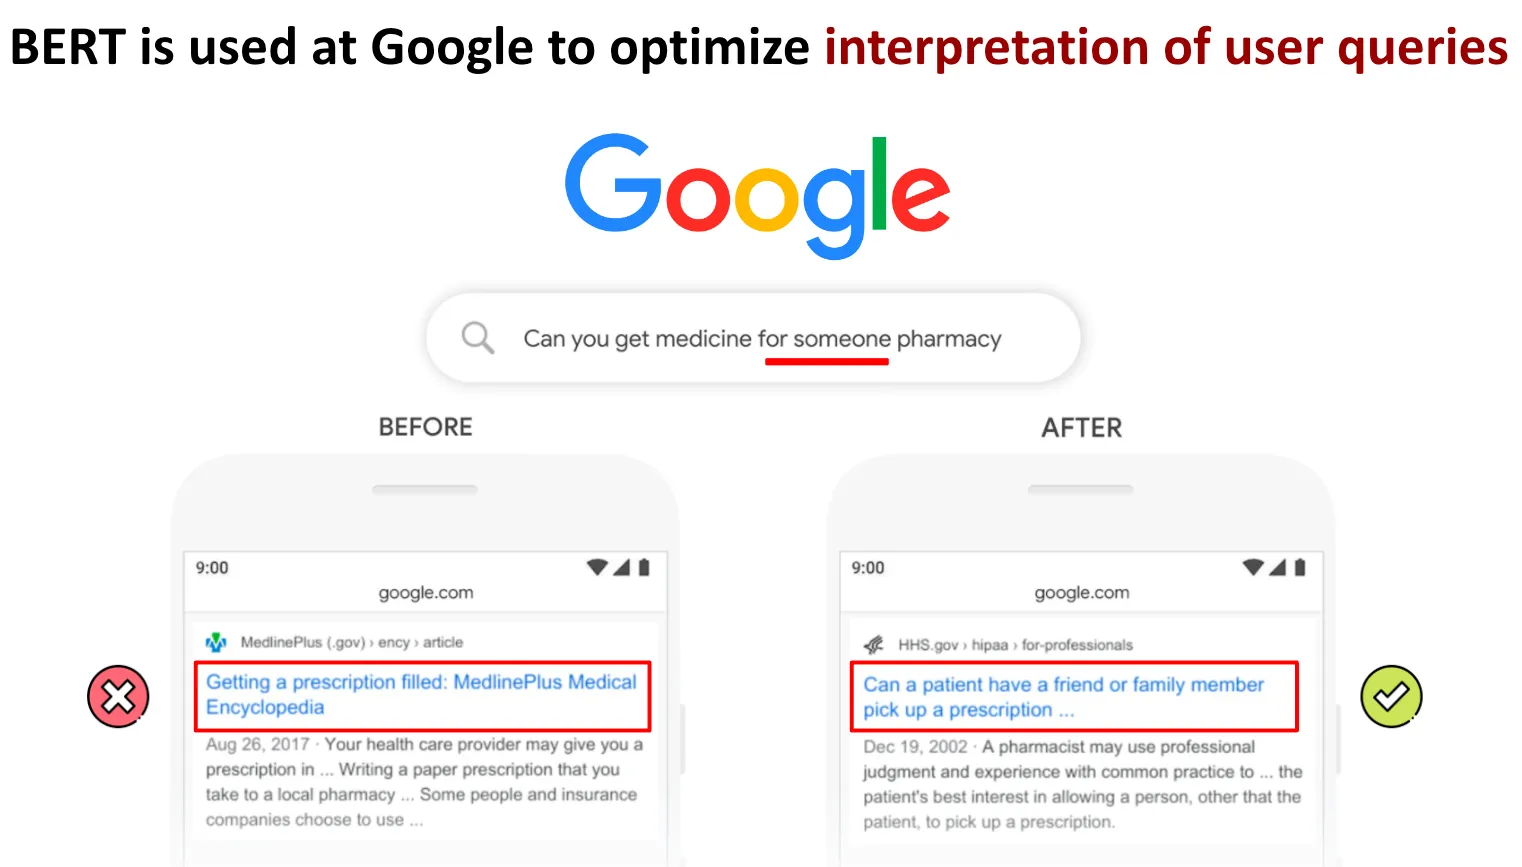 BERT is used at Google to optimize interpretation of user queries
Google
Can you get medicine for someone pharmacy
BEFORE
AFTER
9:00
google.com
MedlinePlus (.gov) › ency › article
Getting a prescription filled: MedlinePlus Medical
Encyclopedia
Aug 26, 2017 · Your health care provider may give you a
prescription in ... Writing a paper prescription that you
take to a local pharmacy ... Some people and insurance
companies choose to use ...
9:00
google.com
HHS.gov › hipaa › for-professionals
Can a patient have a friend or family member
pick up a prescription ...
Dec 19, 2002 · A pharmacist may use professional
judgment and experience with common practice to ... the
patient's best interest in allowing a person, other that the
patient, to pick up a prescription.